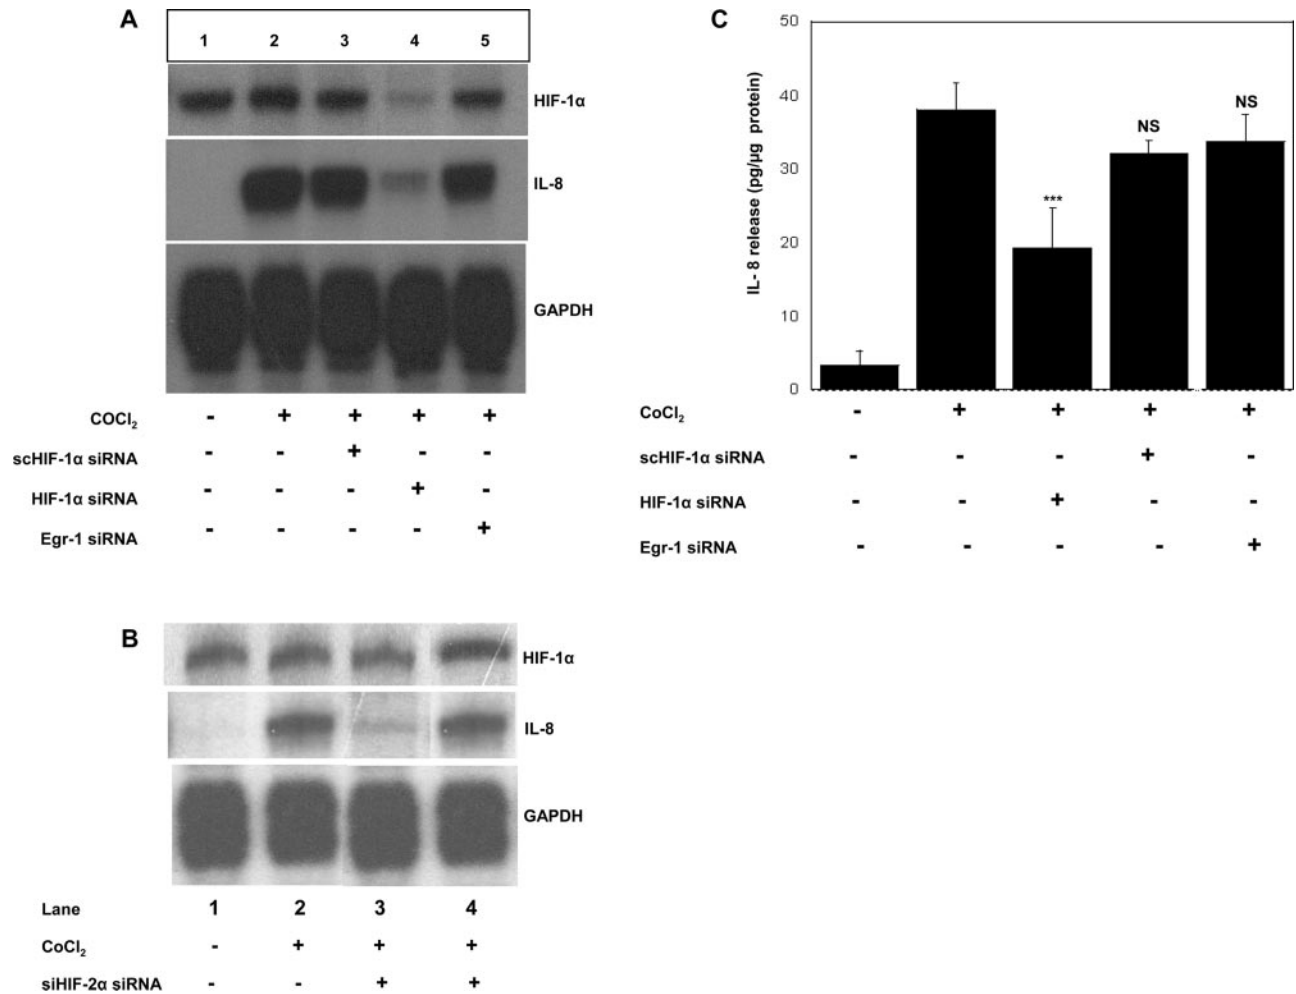 A
1 2 3 4 5
HIF-1α
IL-8
GAPDH
COCl₂ - + + + +
scHIF-1α siRNA - - + - -
HIF-1α siRNA - - - + -
Egr-1 siRNA - - - - +
B
HIF-1α
IL-8
GAPDH
Lane 1 2 3 4
CoCl₂ - + + +
siHIF-2α siRNA - - + +
C
IL- 8 release (pg/µg protein)
50
40
30
20
10
0
*** NS NS
CoCl₂ - + + + +
scHIF-1α siRNA - - - + -
HIF-1α siRNA - - + - -
Egr-1 siRNA - - - - +